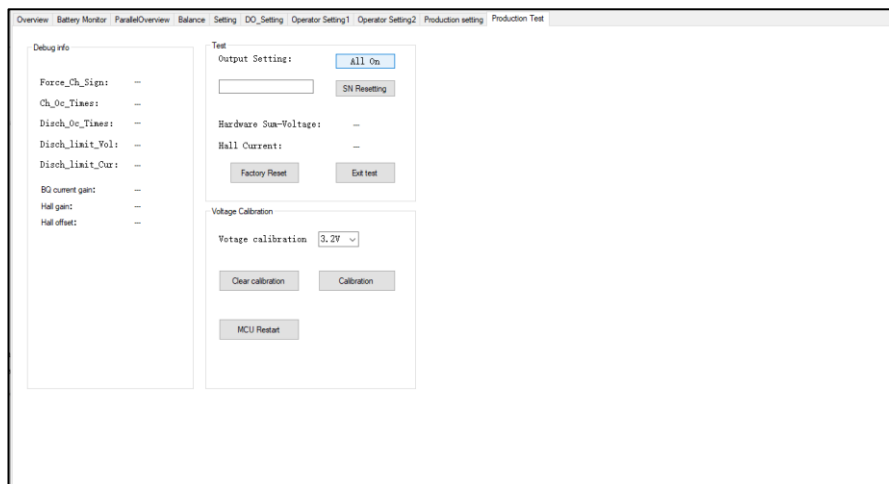 Overview Battery Monitor ParallelOverview Balance Setting DO_Setting Operator Setting1 Operator Setting2 Production setting Production Test
Debug info
Force_Ch_Sign: --
Ch_Oc_Times: --
Disch_Oc_Times: --
Disch_limit_Vol: --
Disch_limit_Cur: --
BQ current gain: --
Hall gain: --
Hall offset: --
Test
Output Setting: All On
SN Resetting
Hardware Sum-Voltage: --
Hall Current: --
Factory Reset Exit test
Voltage Calibration
Votage calibration 3.2V
Clear calibration Calibration
MCU Restart